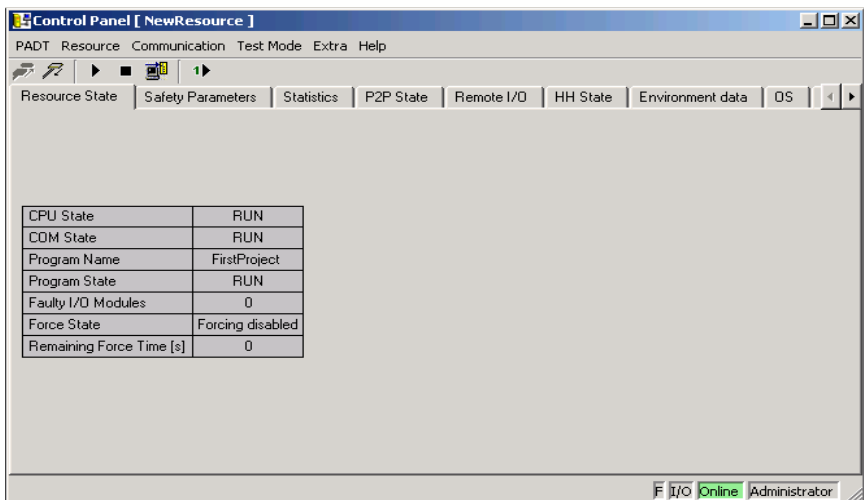 Control Panel [ NewResource ]
PADT Resource Communication Test Mode Extra Help
1
Resource State Safety Parameters Statistics P2P State Remote I/O HH State Environment data OS
CPU State RUN
COM State RUN
Program Name FirstProject
Program State RUN
Faulty I/O Modules 0
Force State Forcing disabled
Remaining Force Time [s] 0
F I/O Online Administrator